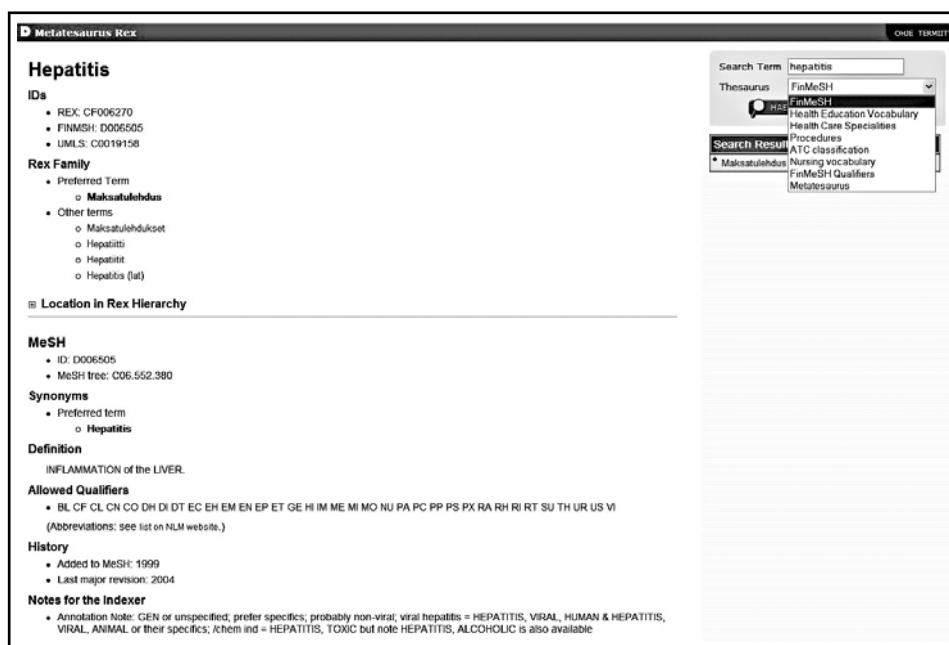 D Metatesaurus Rex
OHJE TERMIIT
Hepatitis
IDs
• REX: CF006270
• FINMSH: D006505
• UMLS: C0019158
Rex Family
• Preferred Term
o Maksatulehdus
• Other terms
o Maksatulehdukset
o Hepatiitti
o Hepatiitit
o Hepatitis (lat)
Location in Rex Hierarchy
MeSH
• ID: D006505
• MeSH tree: C06.552.380
Synonyms
• Preferred term
o Hepatitis
Definition
INFLAMMATION of the LIVER.
Allowed Qualifiers
• BL CF CL CN CO DH DI DT EC EH EM EN EP ET GE HI IM ME MI MO NU PA PC PP PS PX RA RH RI RT SU TH UR US VI
(Abbreviations: see list on NLM website.)
History
• Added to MeSH: 1999
• Last major revision: 2004
Notes for the Indexer
• Annotation Note: GEN or unspecified; prefer specifics; probably non-viral; viral hepatitis = HEPATITIS, VIRAL, HUMAN & HEPATITIS,
VIRAL, ANIMAL or their specifics; /chem ind = HEPATITIS, TOXIC but note HEPATITIS, ALCOHOLIC is also available
Search Term hepatitis
Thesaurus FinMeSH
HAE
FinMeSH
Health Education Vocabulary
Health Care Specialities
Procedures
ATC classification
Nursing vocabulary
FinMeSH Qualifiers
Metatesaurus
Search Resul
• Maksatulehdus